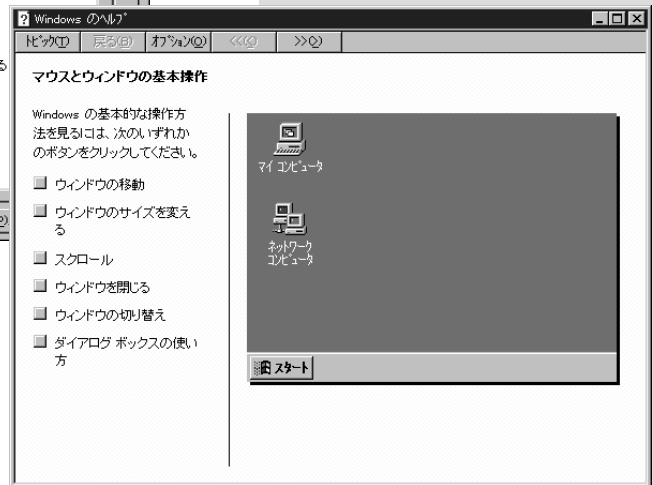 Windows のﾍﾙﾌﾟ
ﾄﾋﾟｯｸ(T) 戻る(B) ｵﾌﾟｼｮﾝ(O) <<(Q) >>(Z)
る
マウスとウィンドウの基本操作
Windows の基本的な操作方
法を見るには、次のいずれか
のボタンをクリックしてください。
ウィンドウの移動
ウィンドウのサイズを変え
る
スクロール
ウィンドウを閉じる
ウィンドウの切り替え
ダイアログ ボックスの使い
方
マイ コンピュータ
ネットワーク
コンピュータ
スタート